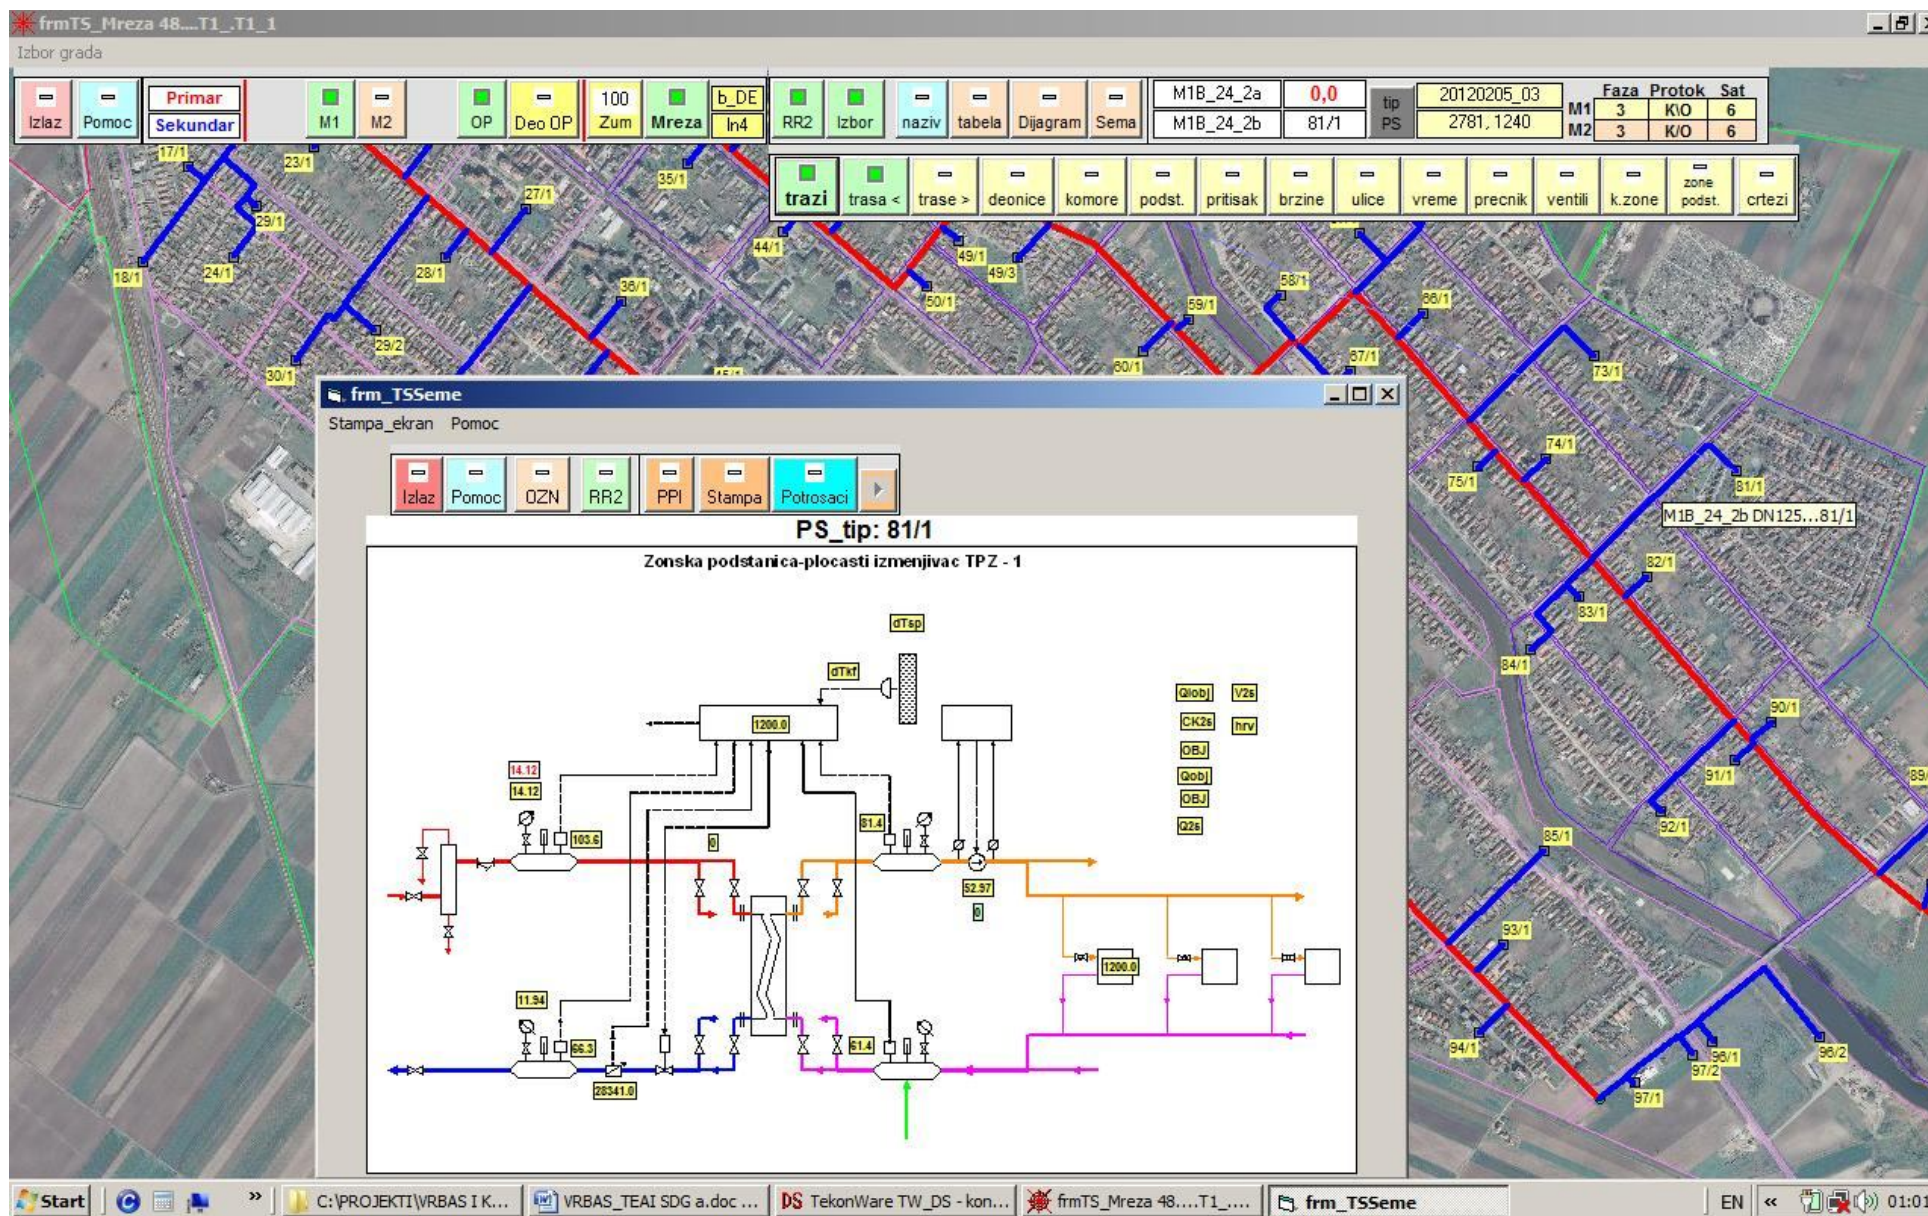 frmTS_Mreza 48....T1_.T1_1
Izbor grada
Izlaz
Pomoc
Primar
Sekundar
M1
M2
OP
Deo OP
100
Zum
Mreza
b_DE
ln4
RR2
Izbor
naziv
tabela
Dijagram
Sema
M1B_24_2a
0,0
M1B_24_2b
81/1
tip
PS
20120205_03
2781, 1240
Faza Protok Sat
M1 3 K\O 6
M2 3 K/O 6
trazi
trasa <
trase >
deonice
komore
podst.
pritisak
brzine
ulice
vreme
precnik
ventili
k.zone
zone
podst.
crtezi
17/1
23/1
35/1
27/1
29/1
44/1
49/1
24/1
28/1
49/3
18/1
36/1
50/1
58/1
59/1
66/1
29/2
30/1
60/1
67/1
73/1
74/1
75/1
81/1
M1B_24_2b DN125...81/1
82/1
83/1
84/1
90/1
91/1
92/1
85/1
93/1
94/1
96/1
96/2
97/2
97/1
frm_TSSeme
Stampa_ekran Pomoc
Izlaz
Pomoc
OZN
RR2
PPI
Stampa
Potrosaci
PS_tip: 81/1
Zonska podstanica-plocasti izmenjivac TPZ - 1
dTsp
dTkf
1200.0
Qlobj
V2s
CK2s
hrv
OBJ
Qobj
OBJ
Q2s
14.12
14.12
103.6
0
81.4
52.97
0
1200.0
11.94
66.3
28341.0
61.4
Start
»
C:\PROJEKTI\VRBAS I K...
VRBAS_TEAI SDG a.doc ...
DS TekonWare TW_DS - kon...
frmTS_Mreza 48....T1_....
frm_TSSeme
EN
«
01:01